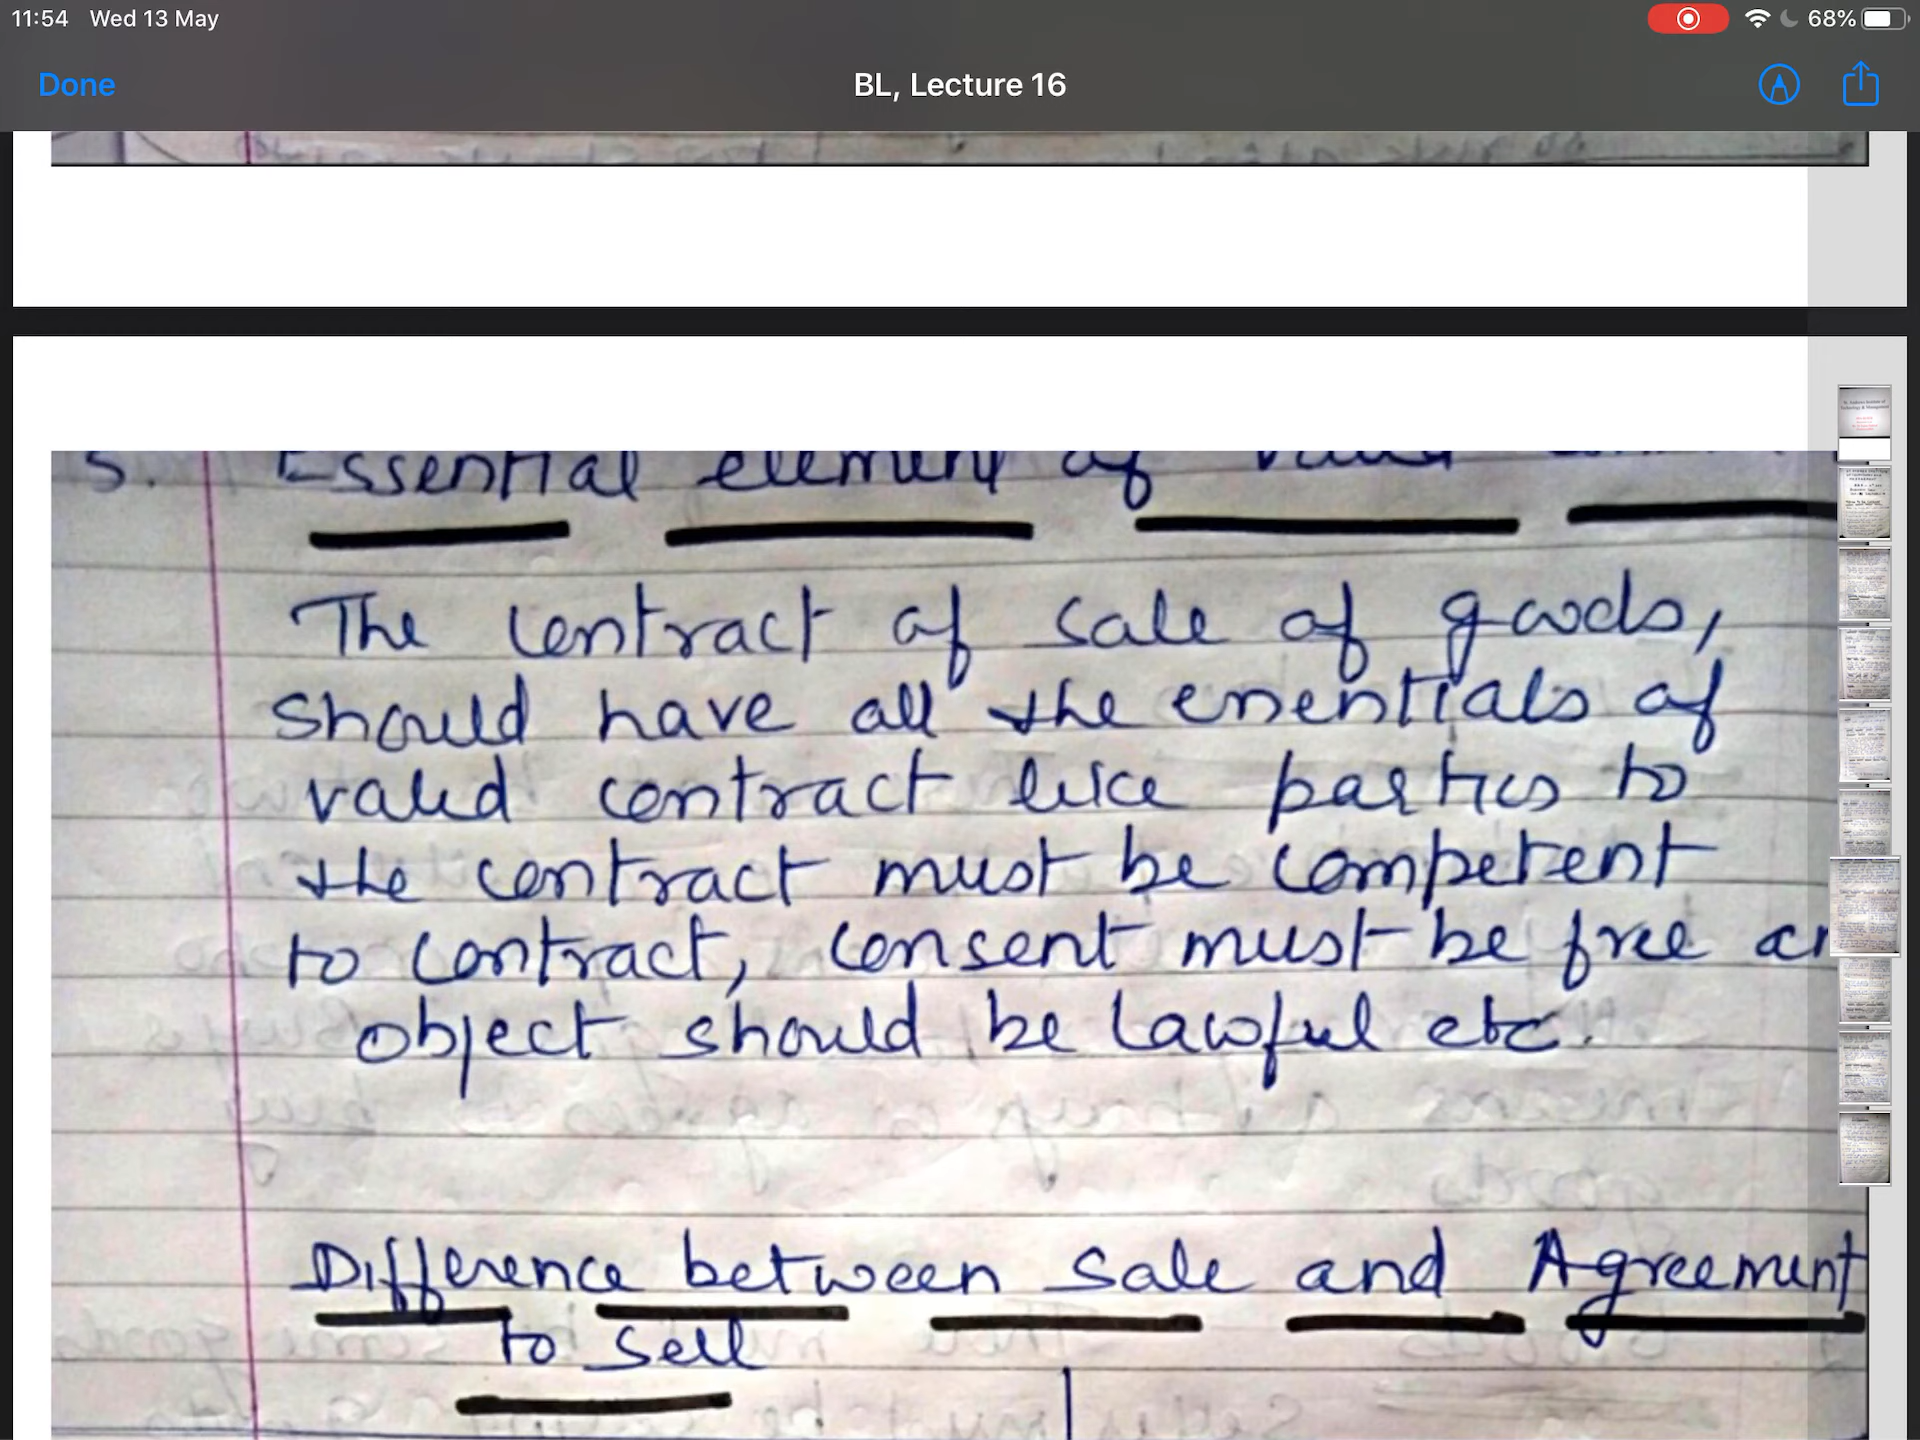 11:54 Wed 13 May
68%
Done
BL, Lecture 16
5. Essential element of valid
The contract of sale of goods,
should have all the essentials of
valid contract like parties to
the contract must be competent
to contract, consent must be free
object should be lawful etc.
Difference between Sale and Agreement
to sell